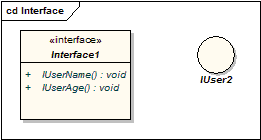 cd Interface
«interface»
Interface1
+ IUserName() : void
+ IUserAge() : void
IUser2